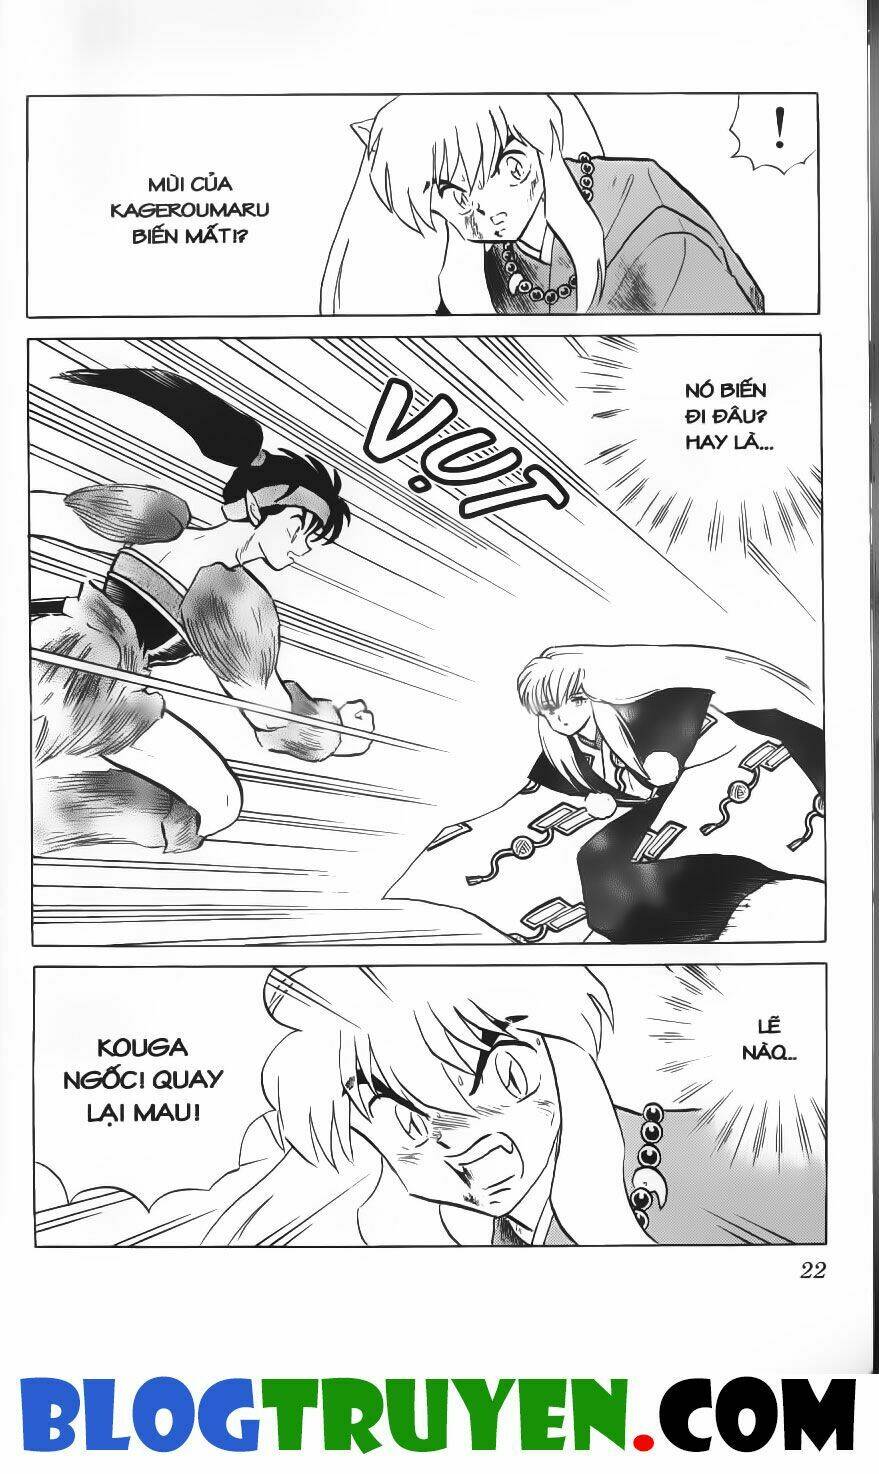 !
MÙI CỦA
KAGEROUMARU
BIẾN MẤT!?
NÓ BIẾN
ĐI ĐÂU?
HAY LÀ...
VỤT
LẼ
NÀO...
KOUGA
NGỐC! QUAY
LẠI MAU!
22
BLOGTRUYEN.COM